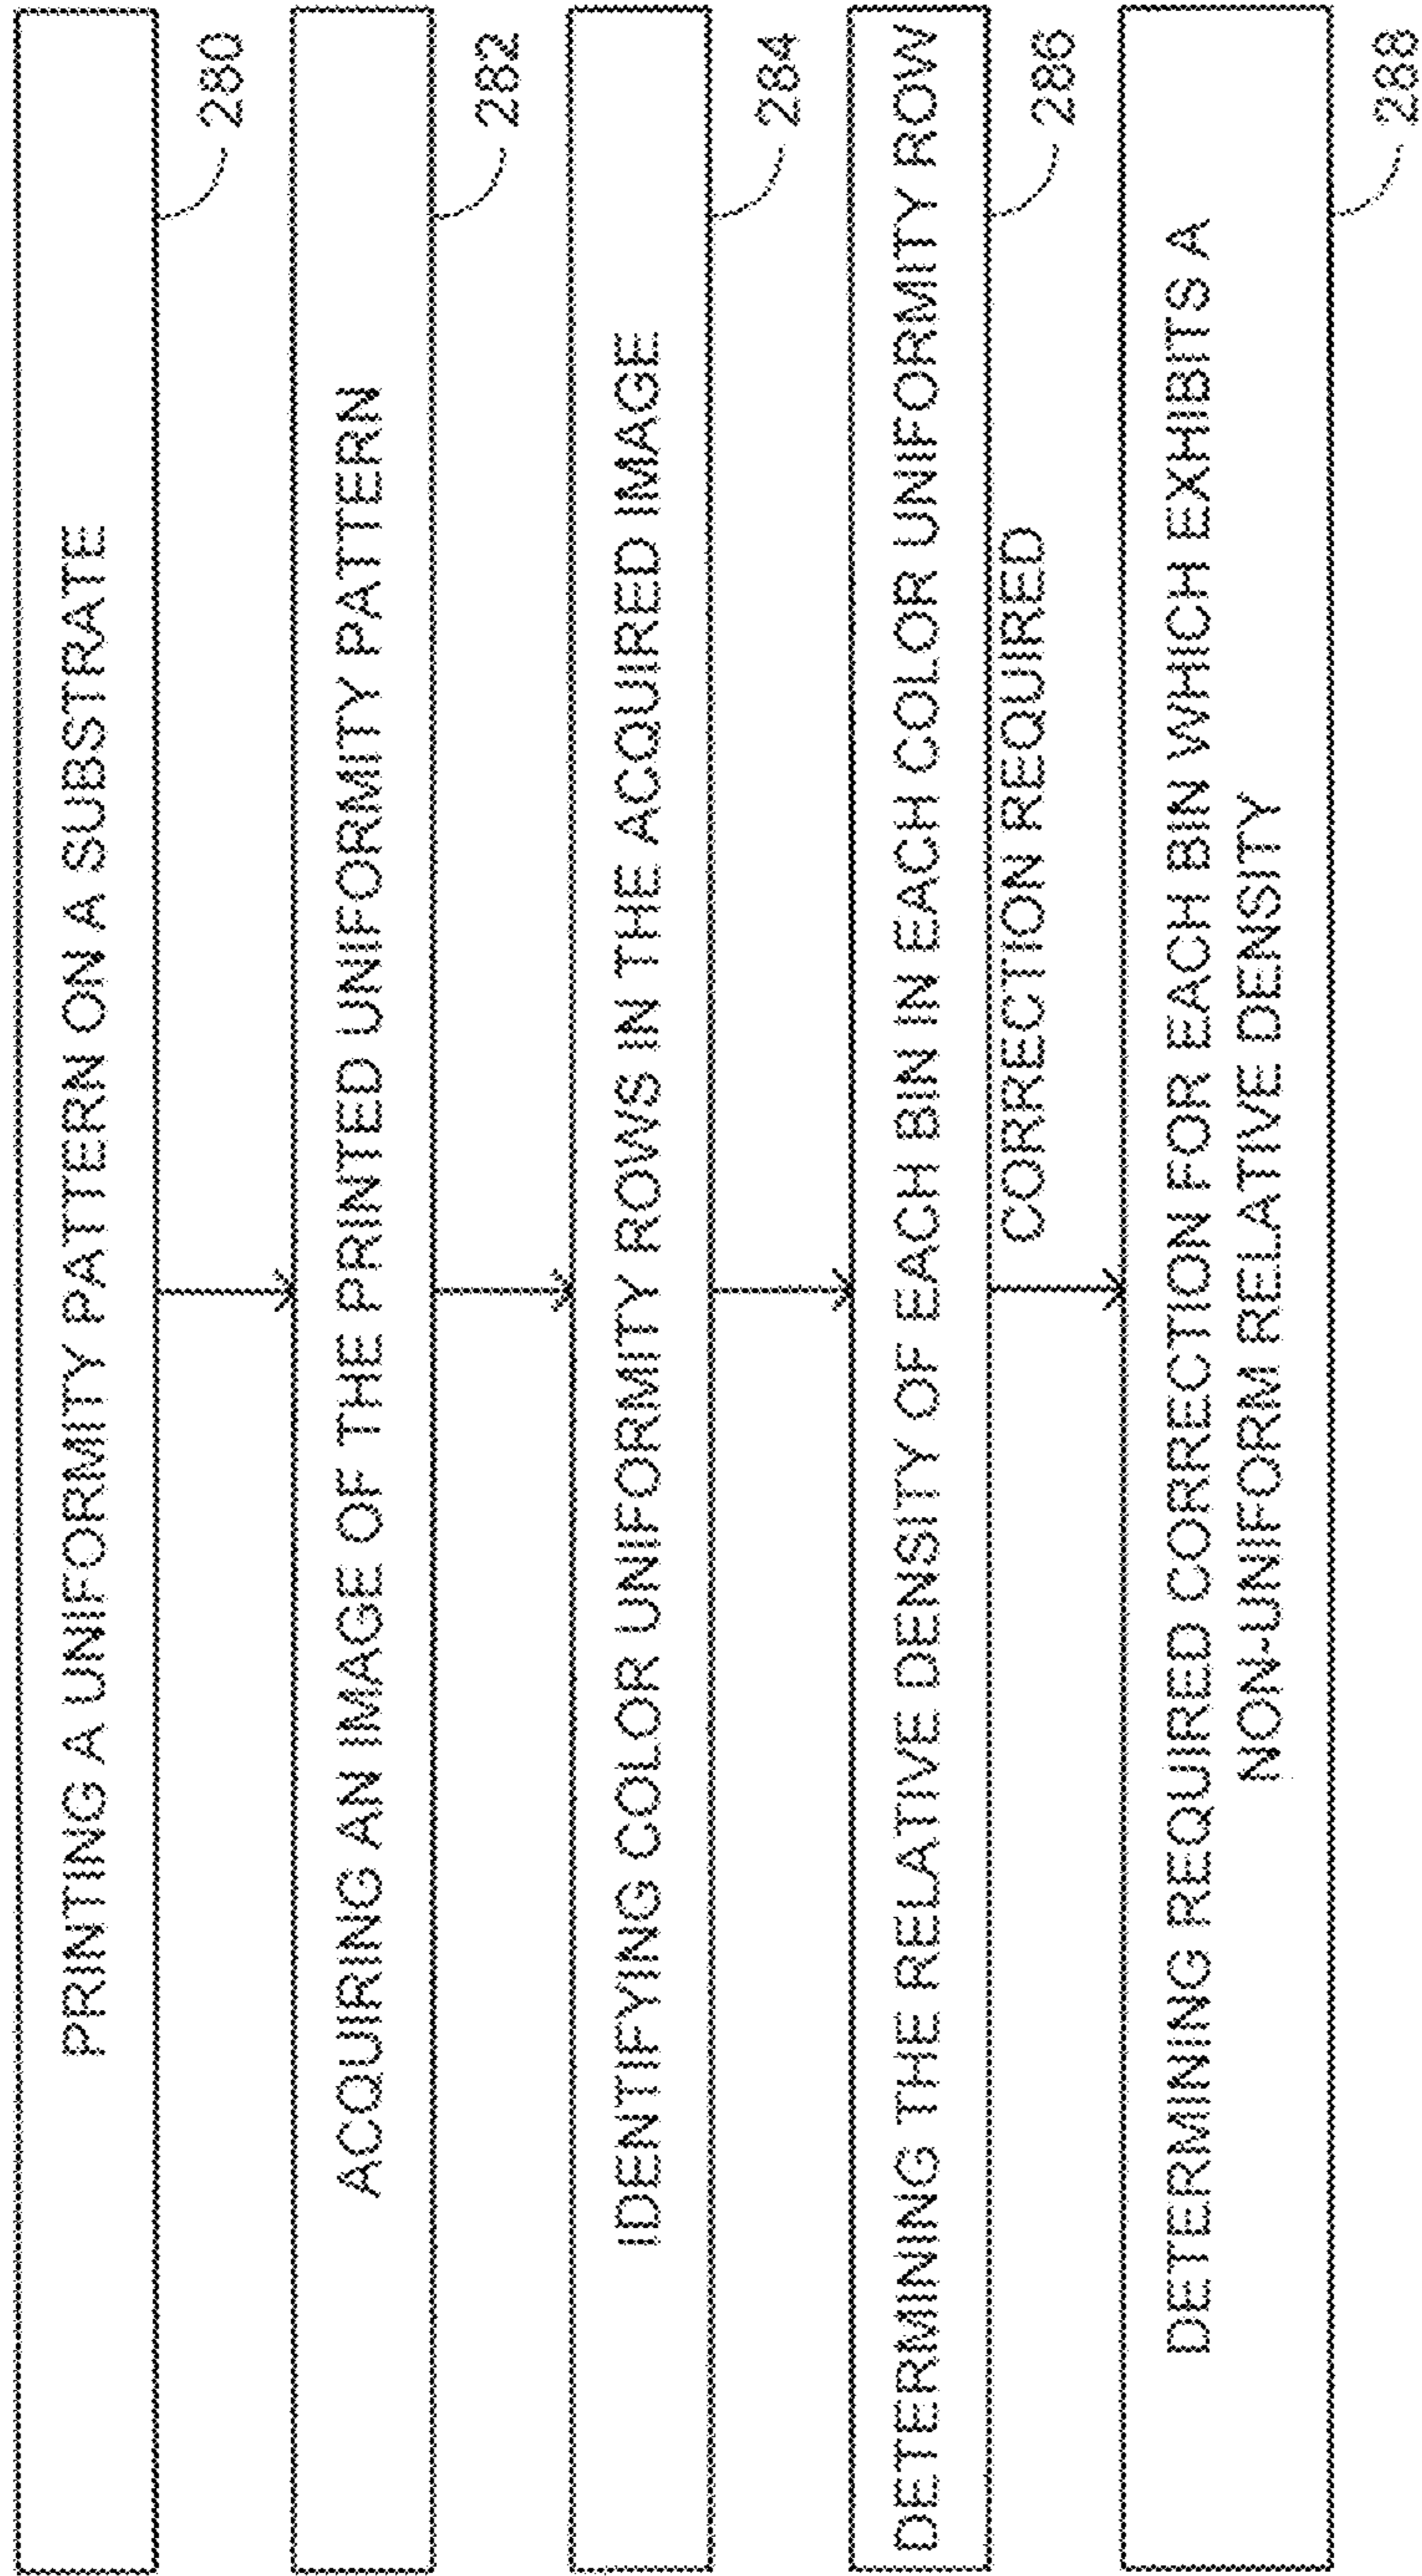 PRINTING A UNIFORMITY PATTERN ON A SUBSTRATE
280
ACQUIRING AN IMAGE OF THE PRINTED UNIFORMITY PATTERN
282
IDENTIFYING COLOR UNIFORMITY ROWS IN THE ACQUIRED IMAGE
284
DETERMINING THE RELATIVE DENSITY OF EACH BIN IN EACH COLOR UNIFORMITY ROW
286
CORRECTION REQUIRED
DETERMINING REQUIRED CORRECTION FOR EACH BIN WHICH EXHIBITS A
NON-UNIFORM RELATIVE DENSITY
288